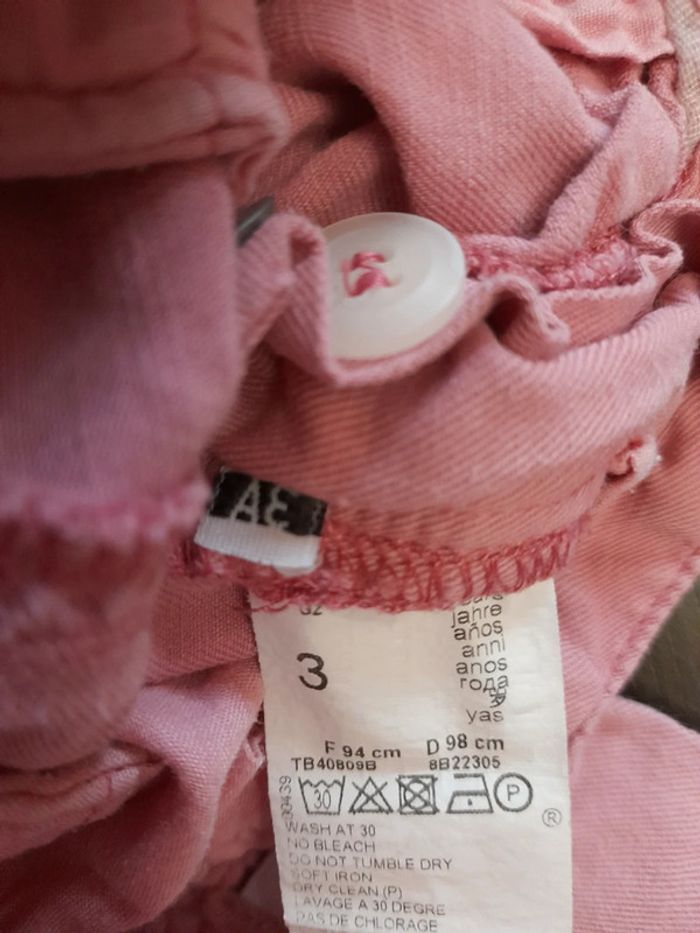 3A
jahre
años
anni
anos
года
yas
3
F 94 cm D 98 cm
TB40809B 8B22305
30 P
®
WASH AT 30
NO BLEACH
DO NOT TUMBLE DRY
SOFT IRON
DRY CLEAN (P)
LAVAGE A 30 DEGRE
PAS DE CHLORAGE